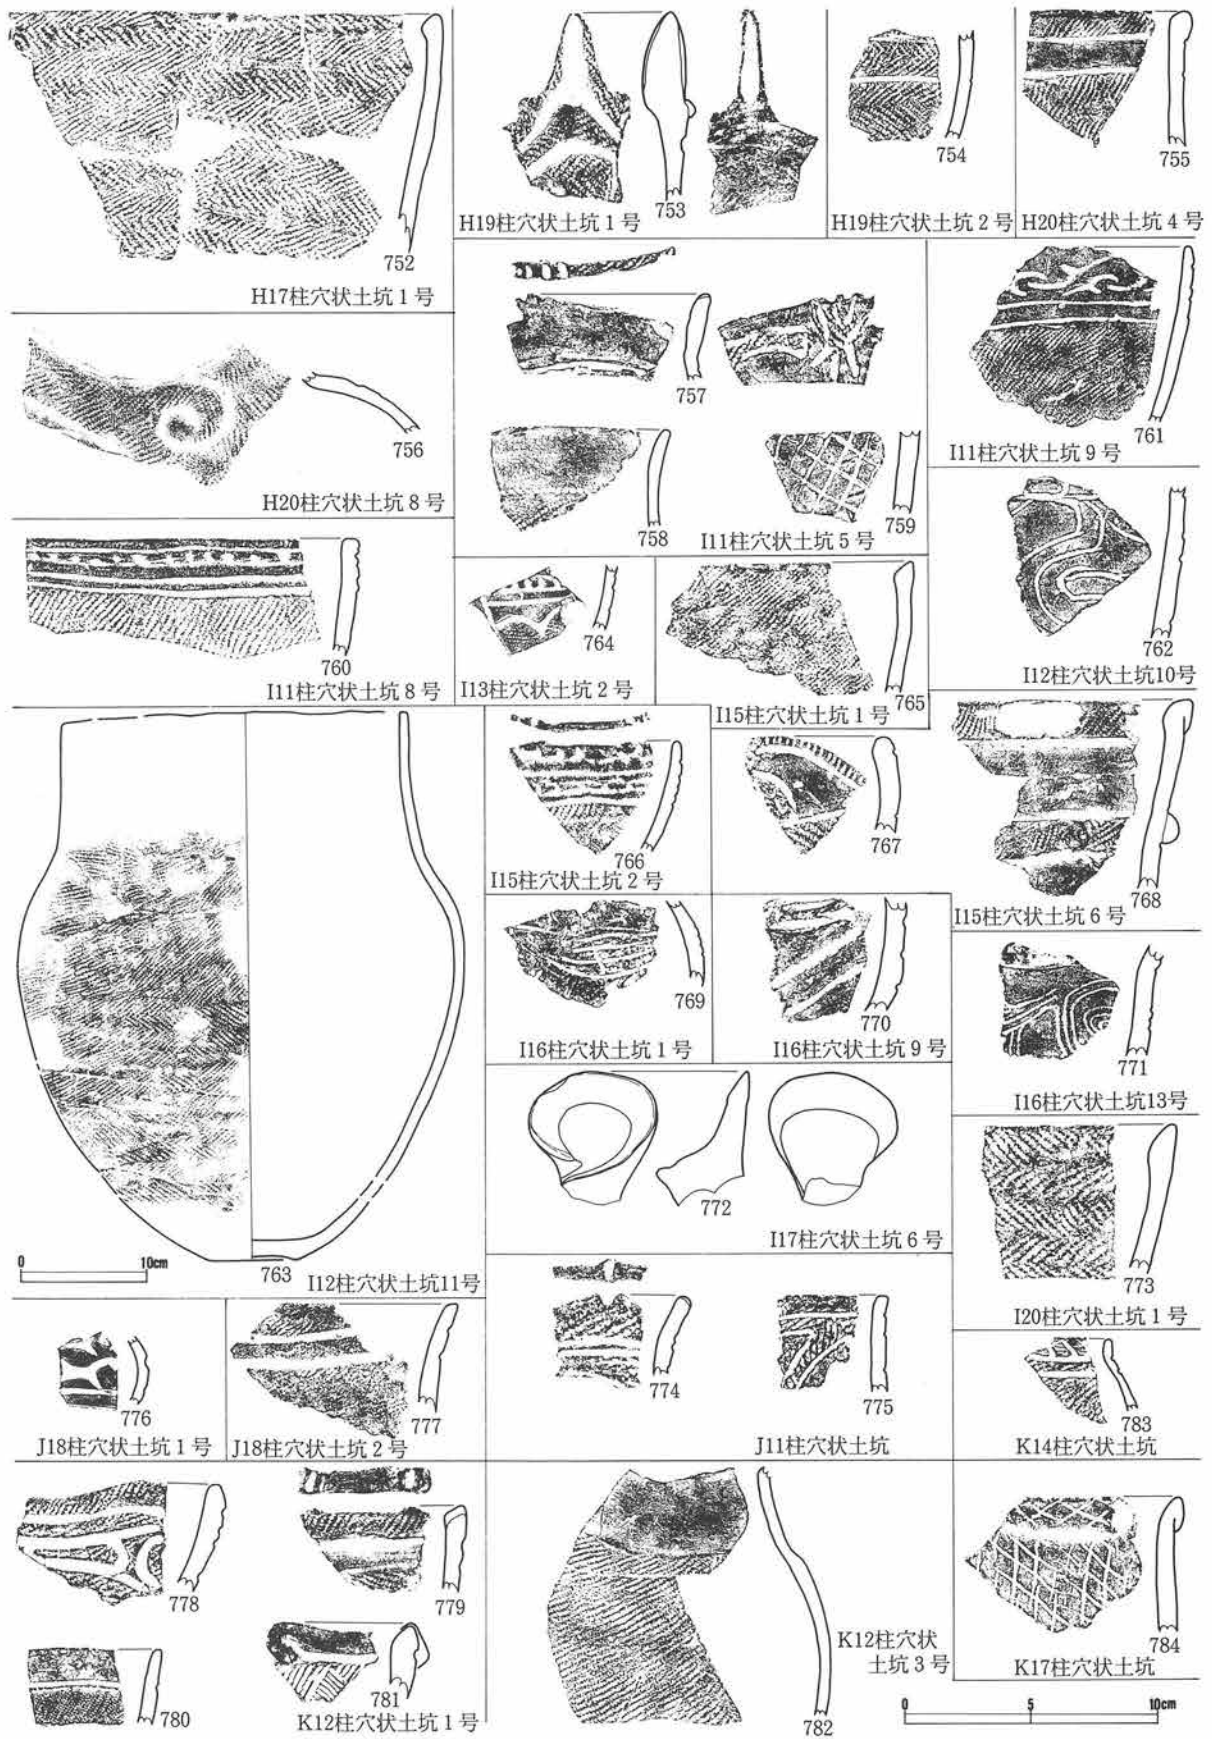 752
H17柱穴状土坑1号
753
H19柱穴状土坑1号
754
H19柱穴状土坑2号
755
H20柱穴状土坑4号
756
H20柱穴状土坑8号
757
758
759
I11柱穴状土坑5号
761
I11柱穴状土坑9号
760
I11柱穴状土坑8号
764
I13柱穴状土坑2号
765
I15柱穴状土坑1号
762
I12柱穴状土坑10号
0 10cm
763
I12柱穴状土坑11号
766
I15柱穴状土坑2号
767
768
I15柱穴状土坑6号
769
I16柱穴状土坑1号
770
I16柱穴状土坑9号
771
I16柱穴状土坑13号
772
I17柱穴状土坑6号
773
I20柱穴状土坑1号
776
J18柱穴状土坑1号
777
J18柱穴状土坑2号
774
775
J11柱穴状土坑
783
K14柱穴状土坑
778
779
780
781
K12柱穴状土坑1号
782
K12柱穴状
土坑3号
784
K17柱穴状土坑
0 5 10cm